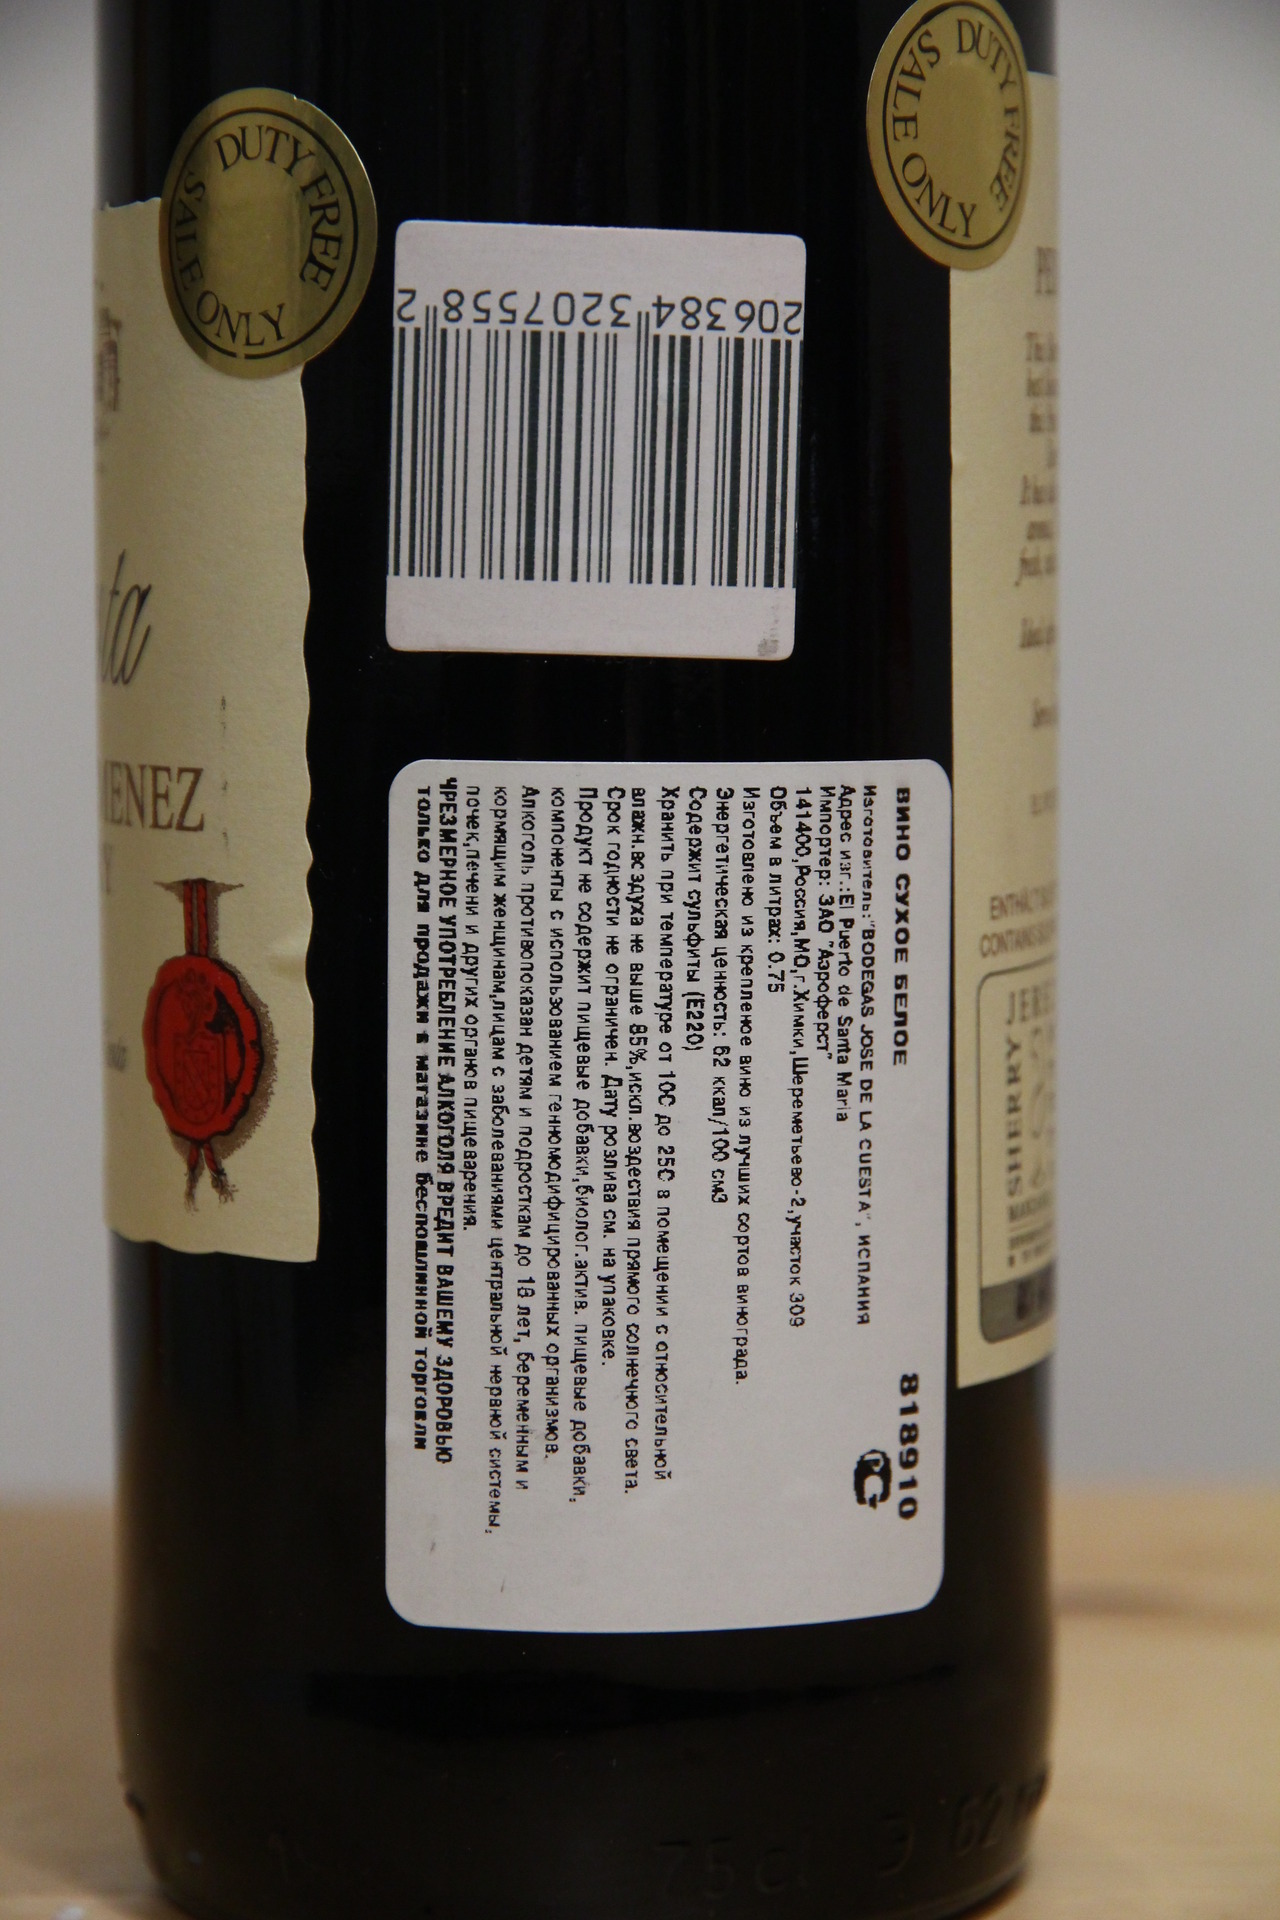 DUTY FREE
SALE ONLY
DUTY FREE
SALE ONLY
2 206384 3207558 2
ta
MENEZ
Y
ВИНО СУХОЕ БЕЛОЕ 818910
Изготовитель:"BODEGAS JOSE DE LA CUESTA", ИСПАНИЯ
Адрес изг.:El Puerto de Santa Maria
Импортер: ЗАО "Аэроферст"
141400,Россия,МО,г.Химки,Шереметьево-2,участок 309
Объем в литрах: 0.75
Изготовлено из крепленое вино из лучших сортов винограда.
Энергетическая ценность: 62 ккал/100 см3
Содержит сульфиты (Е220)
Хранить при температуре от 10С до 25С в помещении с относительной
влажн.воздуха не выше 85%,искл.воздествия прямого солнечного света.
Срок годности не ограничен. Дату розлива см. на упаковке.
Продукт не содержит пищевые добавки,биолог.актив. пищевые добавки,
компоненты с использованием генномодифицированных организмов.
Алкоголь противопоказан детям и подросткам до 18 лет, беременным и
кормящим женщинам,лицам с заболеваниями центральной нервной системы,
почек,печени и других органов пищеварения.
ЧРЕЗМЕРНОЕ УПОТРЕБЛЕНИЕ АЛКОГОЛЯ ВРЕДИТ ВАШЕМУ ЗДОРОВЬЮ
только для продажи в магазине беспошлинной торговли
SHERRY
75cl